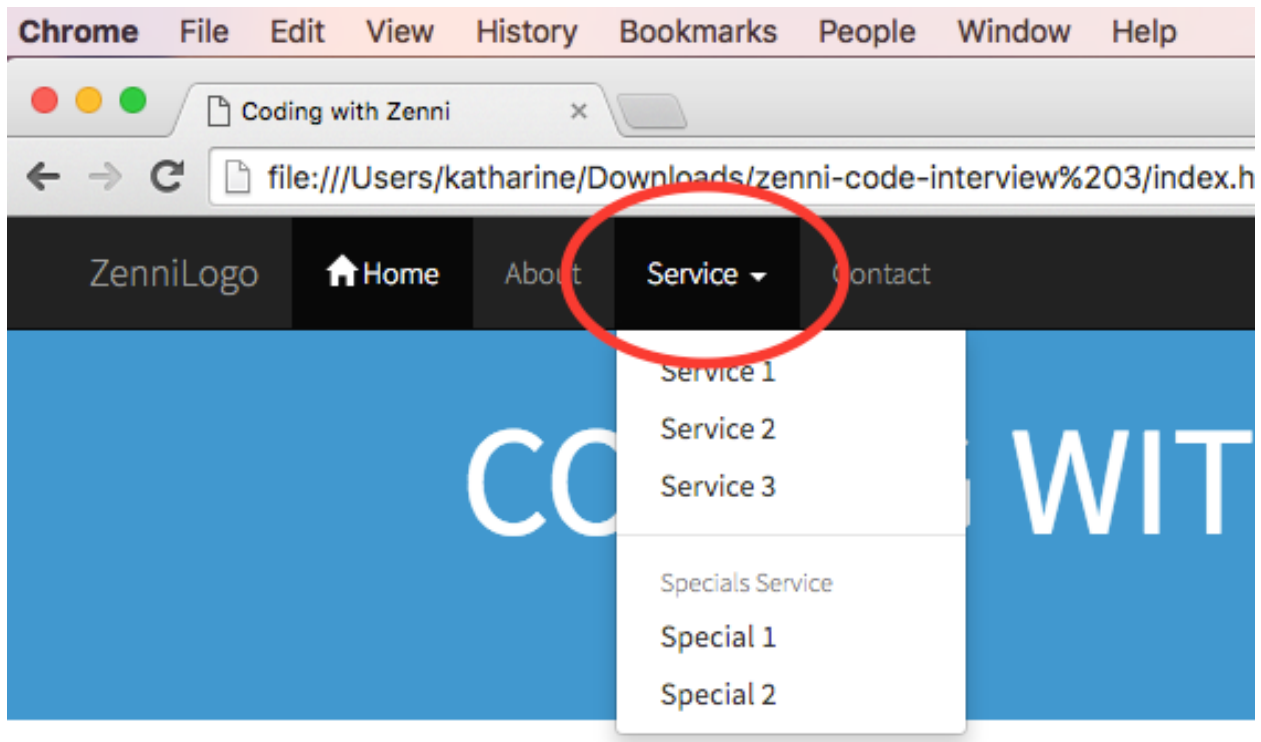 Chrome File Edit View History Bookmarks People Window Help
Coding with Zenni
file:///Users/katharine/Downloads/zenni-code-interview%203/index.h
ZenniLogo Home About Service Contact
Service 1
CO G WIT
Service 2
Service 3
Specials Service
Special 1
Special 2